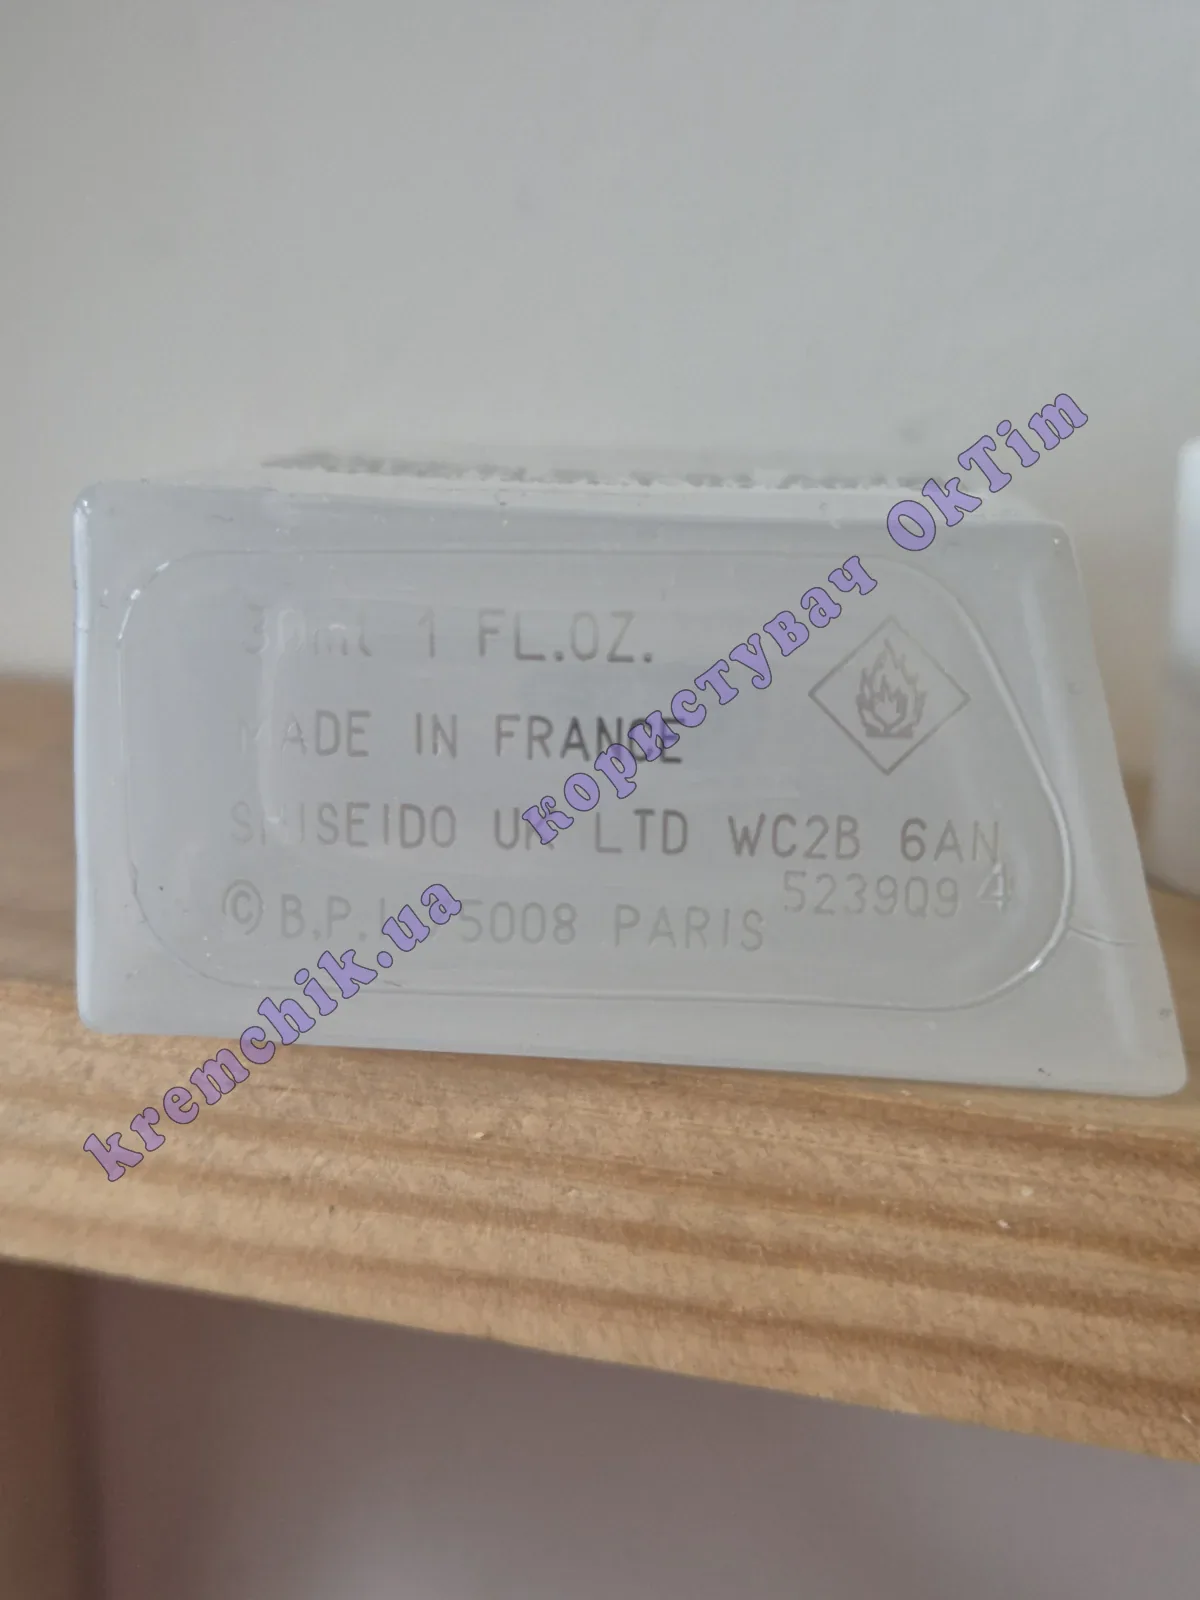 30ml 1 FL.OZ.
MADE IN FRANCE
SHISEIDO UK LTD WC2B 6AN
523909 4
© B.P.I. 75008 PARIS
kremchik.ua користувач OkTim